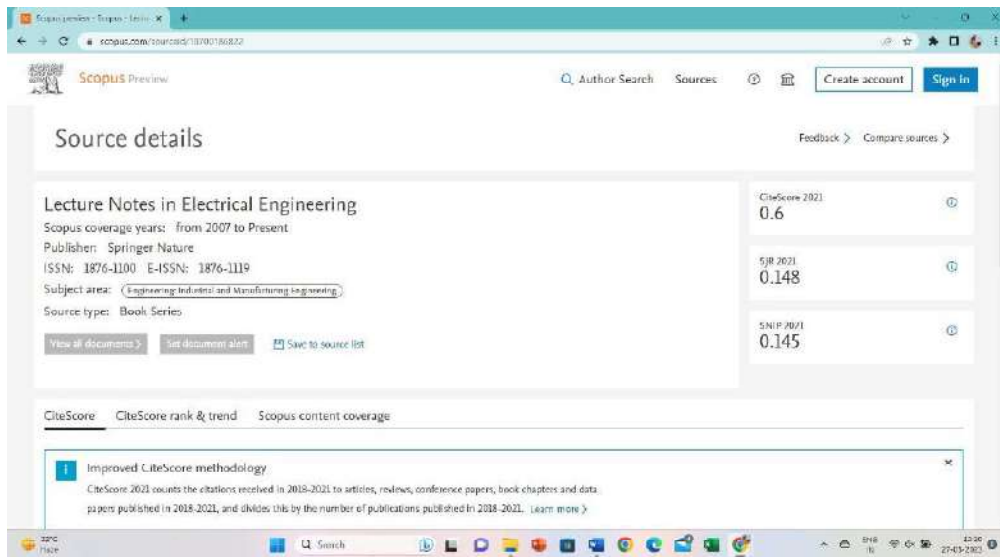 Scopus preview - Scopus - Lectu
scopus.com/sourceid/19700186822
Scopus Preview
Author Search
Sources
Create account
Sign in
Source details
Feedback >
Compare sources >
Lecture Notes in Electrical Engineering
Scopus coverage years: from 2007 to Present
Publisher: Springer Nature
ISSN: 1876-1100 E-ISSN: 1876-1119
Subject area: Engineering: Industrial and Manufacturing Engineering
Source type: Book Series
View all documents >
Set document alert
Save to source list
CiteScore 2021
0.6
SJR 2021
0.148
SNIP 2021
0.145
CiteScore
CiteScore rank & trend
Scopus content coverage
i
Improved CiteScore methodology
CiteScore 2021 counts the citations received in 2018-2021 to articles, reviews, conference papers, book chapters and data
papers published in 2018-2021, and divides this by the number of publications published in 2018-2021. Learn more >
Haze
Search
ENG
IN